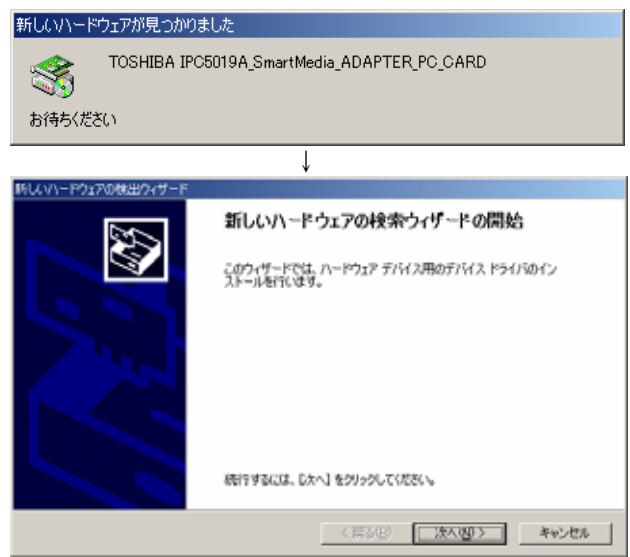 新しいハードウェアが見つかりました
TOSHIBA IPC5019A_SmartMedia_ADAPTER_PC_CARD
お待ちください
↓
新しいハードウェアの検出ウィザード
新しいハードウェアの検索ウィザードの開始
このウィザードでは、ハードウェア デバイス用のデバイス ドライバのイン
ストールを行います。
続行するには、[次へ] をクリックしてください。
< 戻る(B)
次へ(N) >
キャンセル